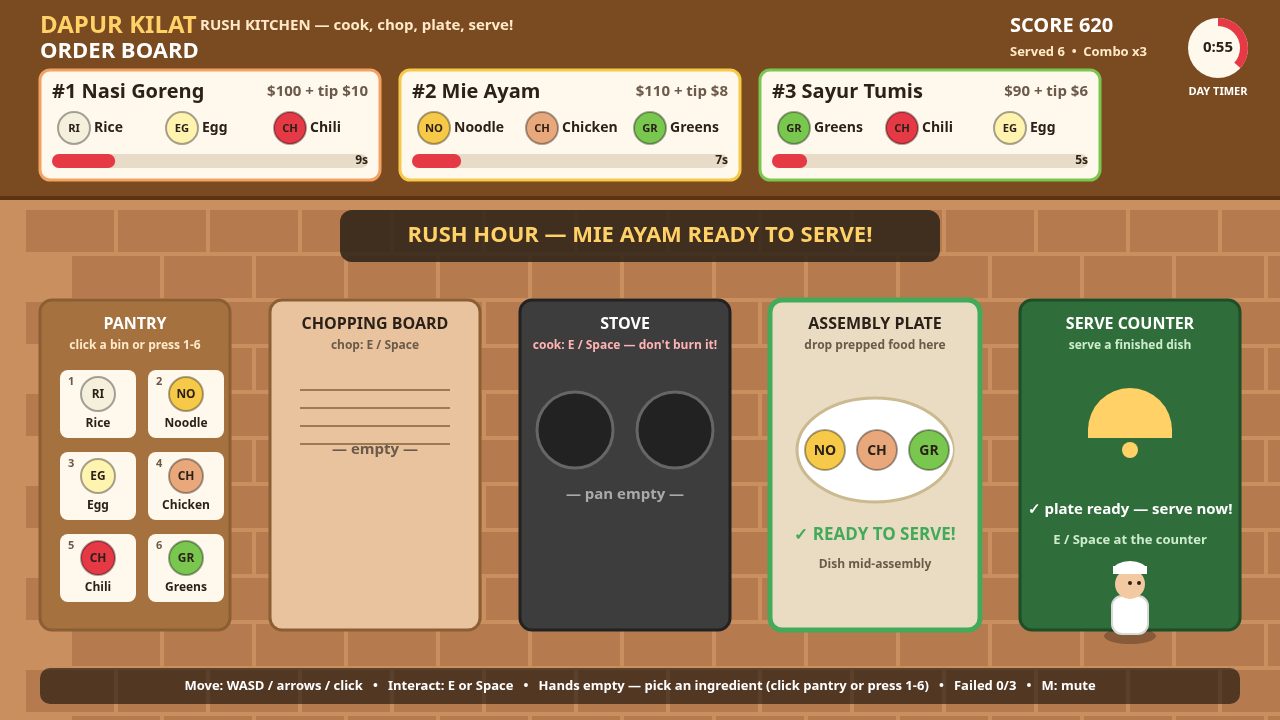 DAPUR KILAT RUSH KITCHEN — cook, chop, plate, serve!
ORDER BOARD
SCORE 620
Served 6 • Combo x3
0:55
DAY TIMER
#1 Nasi Goreng $100 + tip $10
RI Rice EG Egg CH Chili
9s
#2 Mie Ayam $110 + tip $8
NO Noodle CH Chicken GR Greens
7s
#3 Sayur Tumis $90 + tip $6
GR Greens CH Chili EG Egg
5s
RUSH HOUR — MIE AYAM READY TO SERVE!
PANTRY
click a bin or press 1-6
1 RI Rice
2 NO Noodle
3 EG Egg
4 CH Chicken
5 CH Chili
6 GR Greens
CHOPPING BOARD
chop: E / Space
— empty —
STOVE
cook: E / Space — don't burn it!
— pan empty —
ASSEMBLY PLATE
drop prepped food here
NO CH GR
✓ READY TO SERVE!
Dish mid-assembly
SERVE COUNTER
serve a finished dish
✓ plate ready — serve now!
E / Space at the counter
Move: WASD / arrows / click • Interact: E or Space • Hands empty — pick an ingredient (click pantry or press 1-6) • Failed 0/3 • M: mute